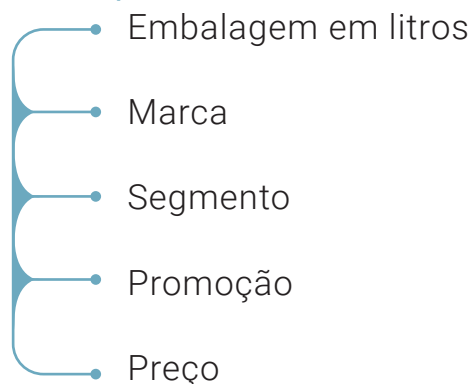 Embalagem em litros
Marca
Segmento
Promoção
Preço